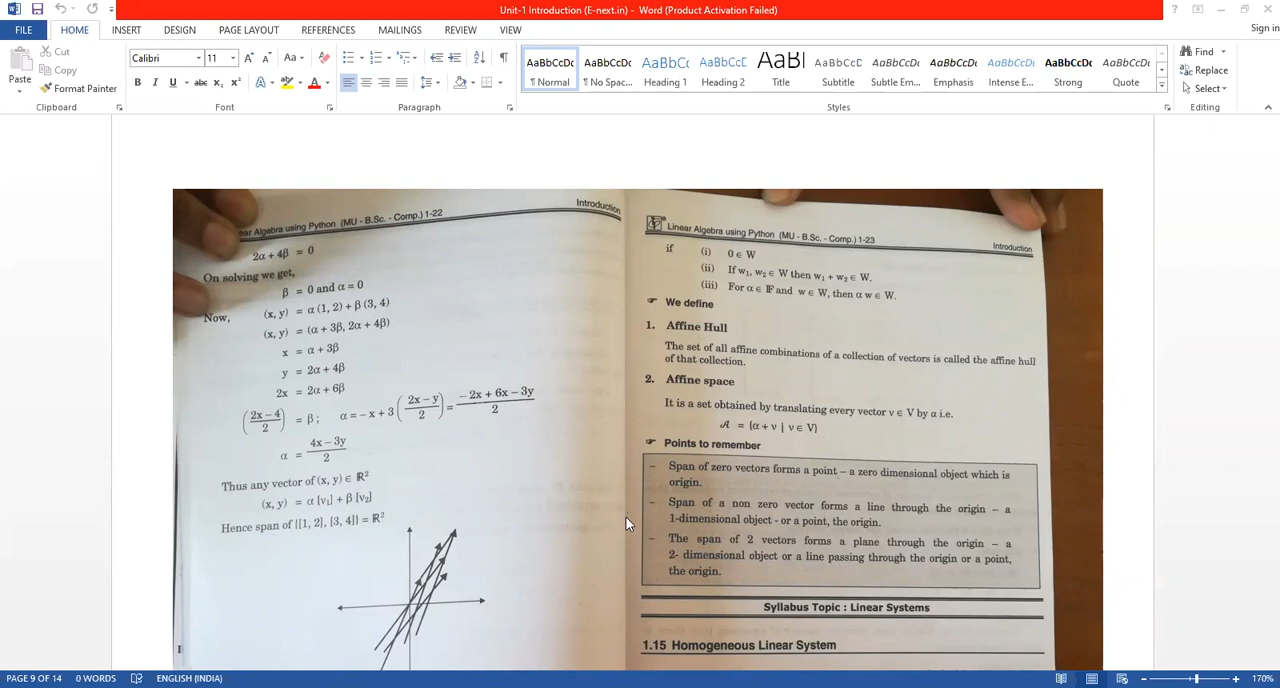 Unit-1 Introduction (E-next.in) - Word (Product Activation Failed)
FILE HOME INSERT DESIGN PAGE LAYOUT REFERENCES MAILINGS REVIEW VIEW Sign in
Paste
Cut
Copy
Format Painter
Calibri 11
AaBbCcDc AaBbCcDc AaBbCc AaBbCcD AaBl AaBbCcDc AaBbCcDc AaBbCcDc AaBbCcDc AaBbCcDc AaBbCcDc
¶ Normal ¶ No Spac... Heading 1 Heading 2 Title Subtitle Subtle Em... Emphasis Intense E... Strong Quote
Find
Replace
Select
Clipboard Font Paragraph Styles Editing
ear Algebra using Python (MU - B.Sc. - Comp.) 1-22 Introduction
2α + 4β = 0
On solving we get,
β = 0 and α = 0
Now, (x, y) = α (1, 2) + β (3, 4)
(x, y) = (α + 3β, 2α + 4β)
x = α + 3β
y = 2α + 4β
2x = 2α + 6β
(2x – 4 / 2) = β ; α = – x + 3 (2x – y / 2) = – 2x + 6x – 3y / 2
α = 4x – 3y / 2
Thus any vector of (x, y) ∈ ℝ²
(x, y) = α [v₁] + β [v₂]
Hence span of {[1, 2], [3, 4]} = ℝ²
Linear Algebra using Python (MU - B.Sc. - Comp.) 1-23 Introduction
if (i) 0 ∈ W
(ii) If w₁, w₂ ∈ W then w₁ + w₂ ∈ W.
(iii) For α ∈ 𝔽 and w ∈ W, then α w ∈ W.
☞ We define
1. Affine Hull
The set of all affine combinations of a collection of vectors is called the affine hull
of that collection.
2. Affine space
It is a set obtained by translating every vector v ∈ V by α i.e.
𝒜 = {α + v | v ∈ V}
☞ Points to remember
– Span of zero vectors forms a point – a zero dimensional object which is
origin.
– Span of a non zero vector forms a line through the origin – a
1-dimensional object - or a point, the origin.
– The span of 2 vectors forms a plane through the origin – a
2- dimensional object or a line passing through the origin or a point,
the origin.
Syllabus Topic : Linear Systems
1.15 Homogeneous Linear System
PAGE 9 OF 14 0 WORDS ENGLISH (INDIA) 170%